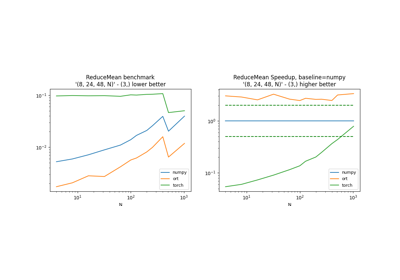 ReduceMean benchmark
'(8, 24, 48, N)' - (3,) lower better
10⁻¹
10⁻²
10¹
10²
10³
N
numpy
ort
torch
ReduceMean Speedup, baseline=numpy
'(8, 24, 48, N)' - (3,) higher better
10⁰
10⁻¹
10¹
10²
10³
N
numpy
ort
torch